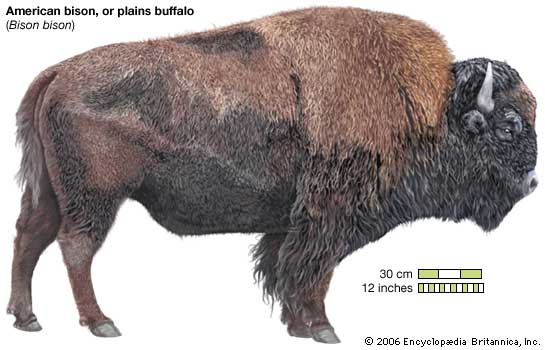 American bison, or plains buffalo
(Bison bison)
30 cm
12 inches
© 2006 Encyclopædia Britannica, Inc.